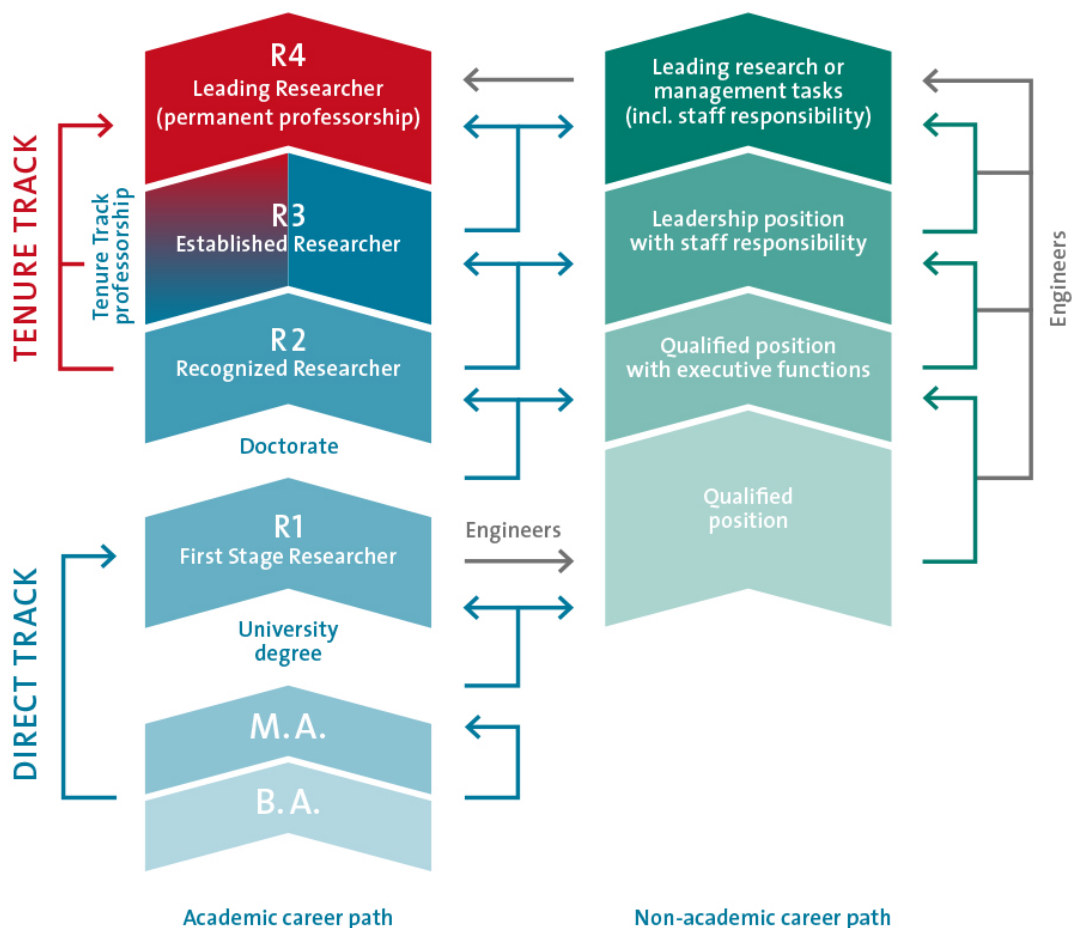 R4
Leading Researcher
(permanent professorship)
R3
Established Researcher
R2
Recognized Researcher
Doctorate
R1
First Stage Researcher
University
degree
M.A.
B.A.
Academic career path
TENURE TRACK
Tenure Track
professorship
DIRECT TRACK
Engineers
Leading research or
management tasks
(incl. staff responsibility)
Leadership position
with staff responsibility
Qualified position
with executive functions
Qualified
position
Engineers
Non-academic career path